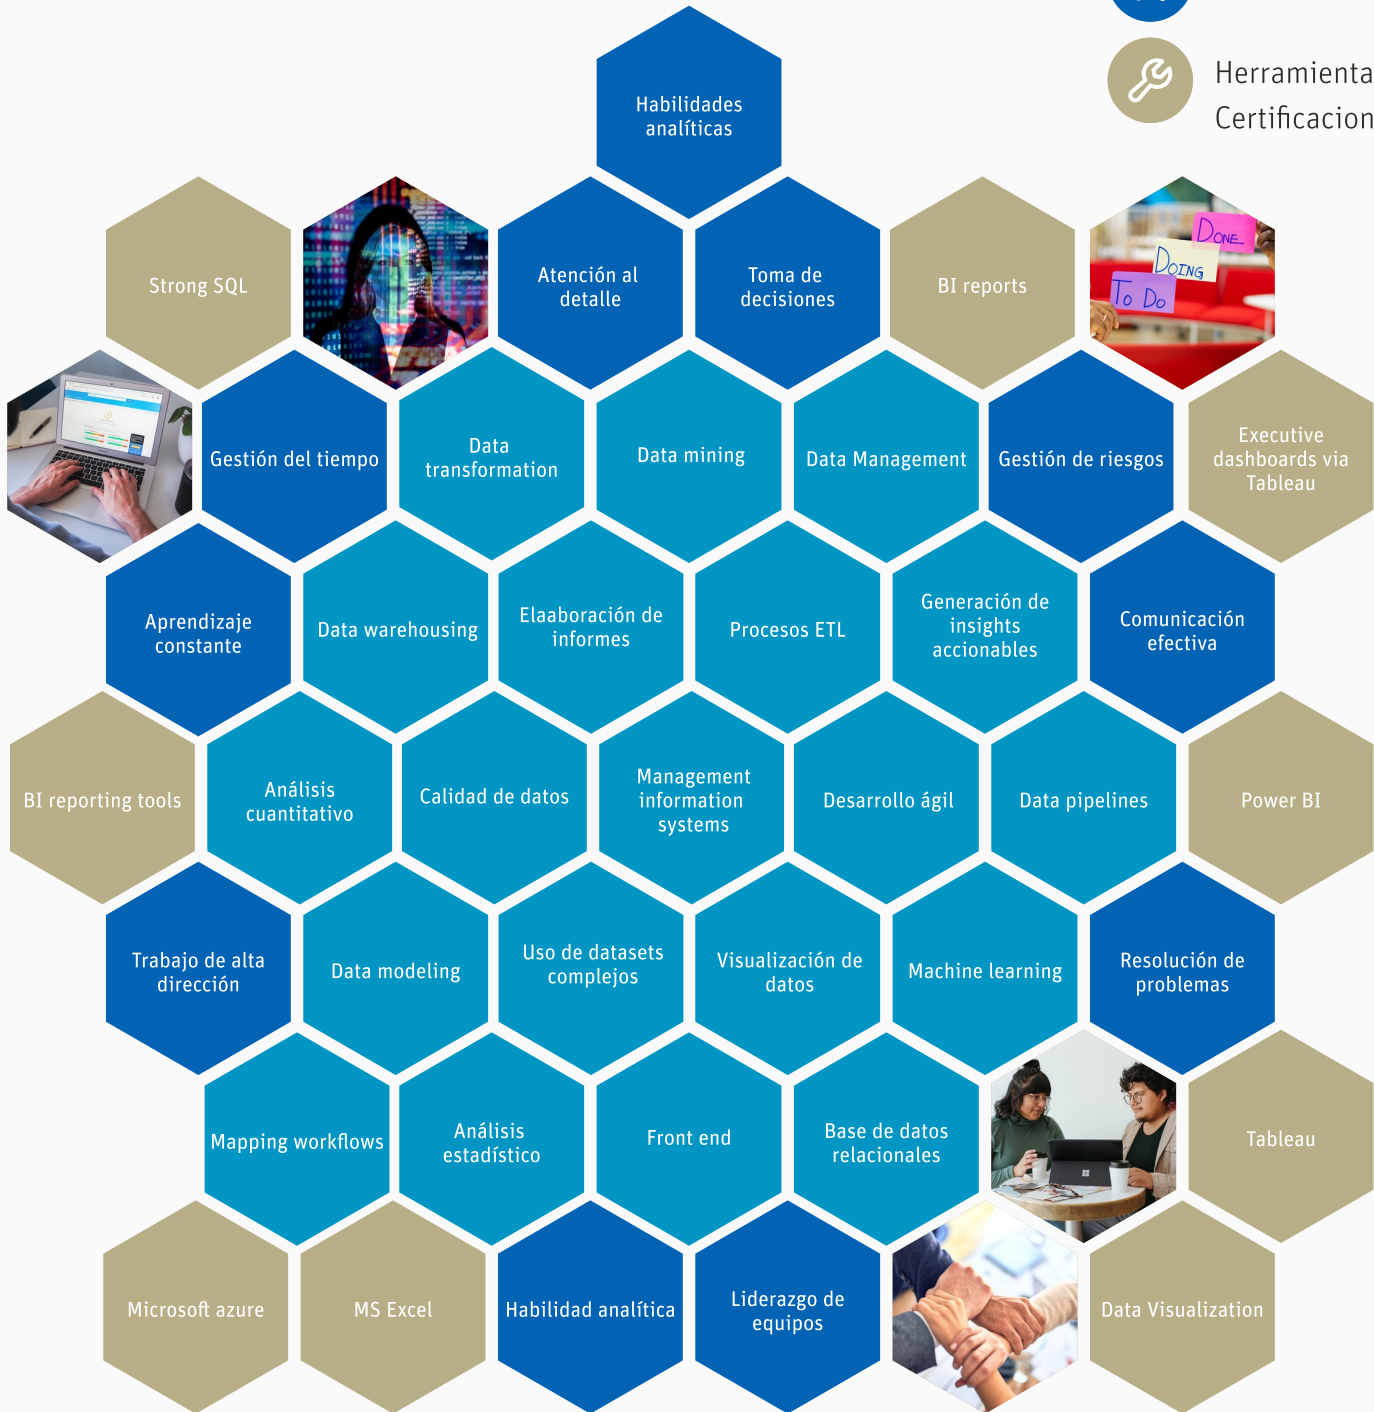 Herramienta
Certificacion
Habilidades
analíticas
Strong SQL
Atención al
detalle
Toma de
decisiones
BI reports
DONE
DOING
To Do
Gestión del tiempo
Data
transformation
Data mining
Data Management
Gestión de riesgos
Executive
dashboards via
Tableau
Aprendizaje
constante
Data warehousing
Elaaboración de
informes
Procesos ETL
Generación de
insights
accionables
Comunicación
efectiva
BI reporting tools
Análisis
cuantitativo
Calidad de datos
Management
information
systems
Desarrollo ágil
Data pipelines
Power BI
Trabajo de alta
dirección
Data modeling
Uso de datasets
complejos
Visualización de
datos
Machine learning
Resolución de
problemas
Mapping workflows
Análisis
estadístico
Front end
Base de datos
relacionales
Tableau
Microsoft azure
MS Excel
Habilidad analítica
Liderazgo de
equipos
Data Visualization